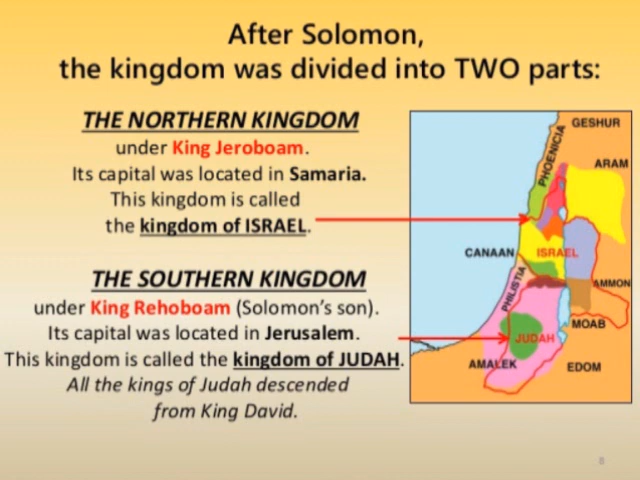 After Solomon,
the kingdom was divided into TWO parts:
THE NORTHERN KINGDOM
under King Jeroboam.
Its capital was located in Samaria.
This kingdom is called
the kingdom of ISRAEL.
THE SOUTHERN KINGDOM
under King Rehoboam (Solomon's son).
Its capital was located in Jerusalem.
This kingdom is called the kingdom of JUDAH.
All the kings of Judah descended
from King David.
GESHUR
PHOENICIA
ARAM
CANAAN
ISRAEL
PHILISTIA
AMMON
MOAB
JUDAH
AMALEK
EDOM
8